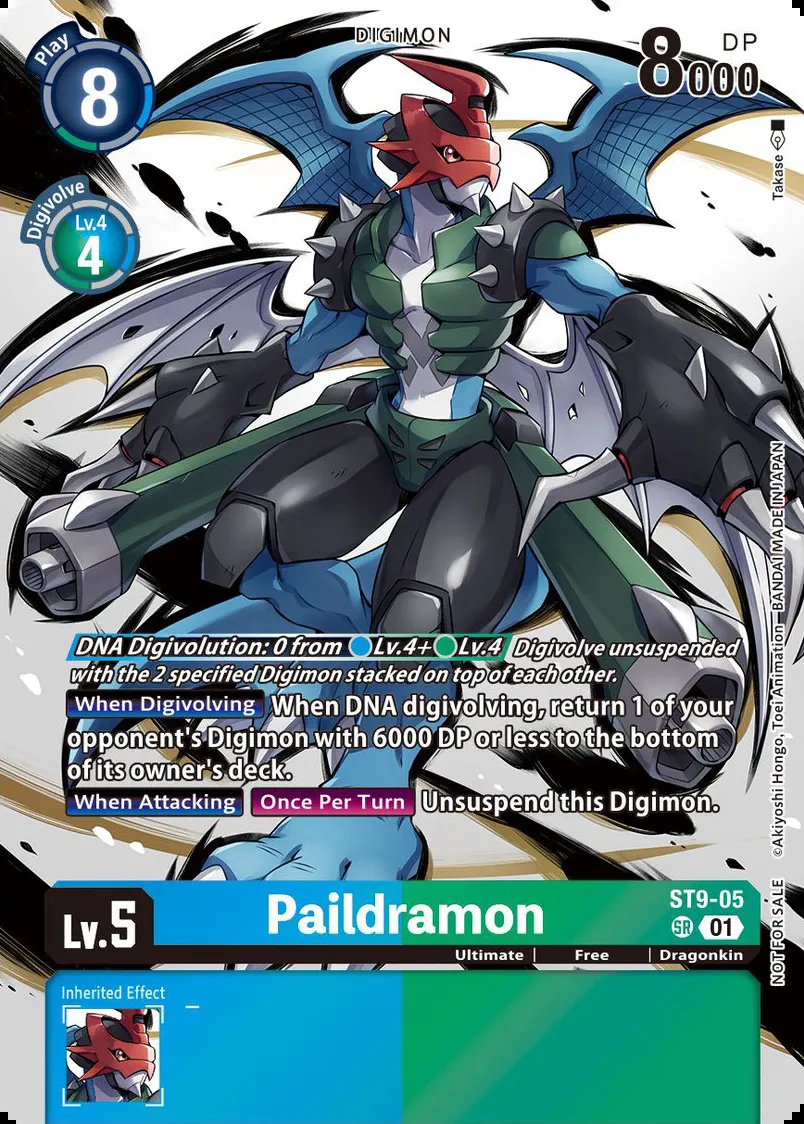 DIGIMON
Play
8
DP
8000
Digivolve
Lv.4
4
Takase
DNA Digivolution: 0 from Lv.4+ Lv.4 Digivolve unsuspended
with the 2 specified Digimon stacked on top of each other.
When Digivolving When DNA digivolving, return 1 of your
opponent's Digimon with 6000 DP or less to the bottom
of its owner's deck.
When Attacking Once Per Turn Unsuspend this Digimon.
©Akiyoshi Hongo, Toei Animation BANDAI MADE IN JAPAN
NOT FOR SALE
Lv.5
Paildramon
ST9-05
SR 01
Ultimate | Free | Dragonkin
Inherited Effect
–